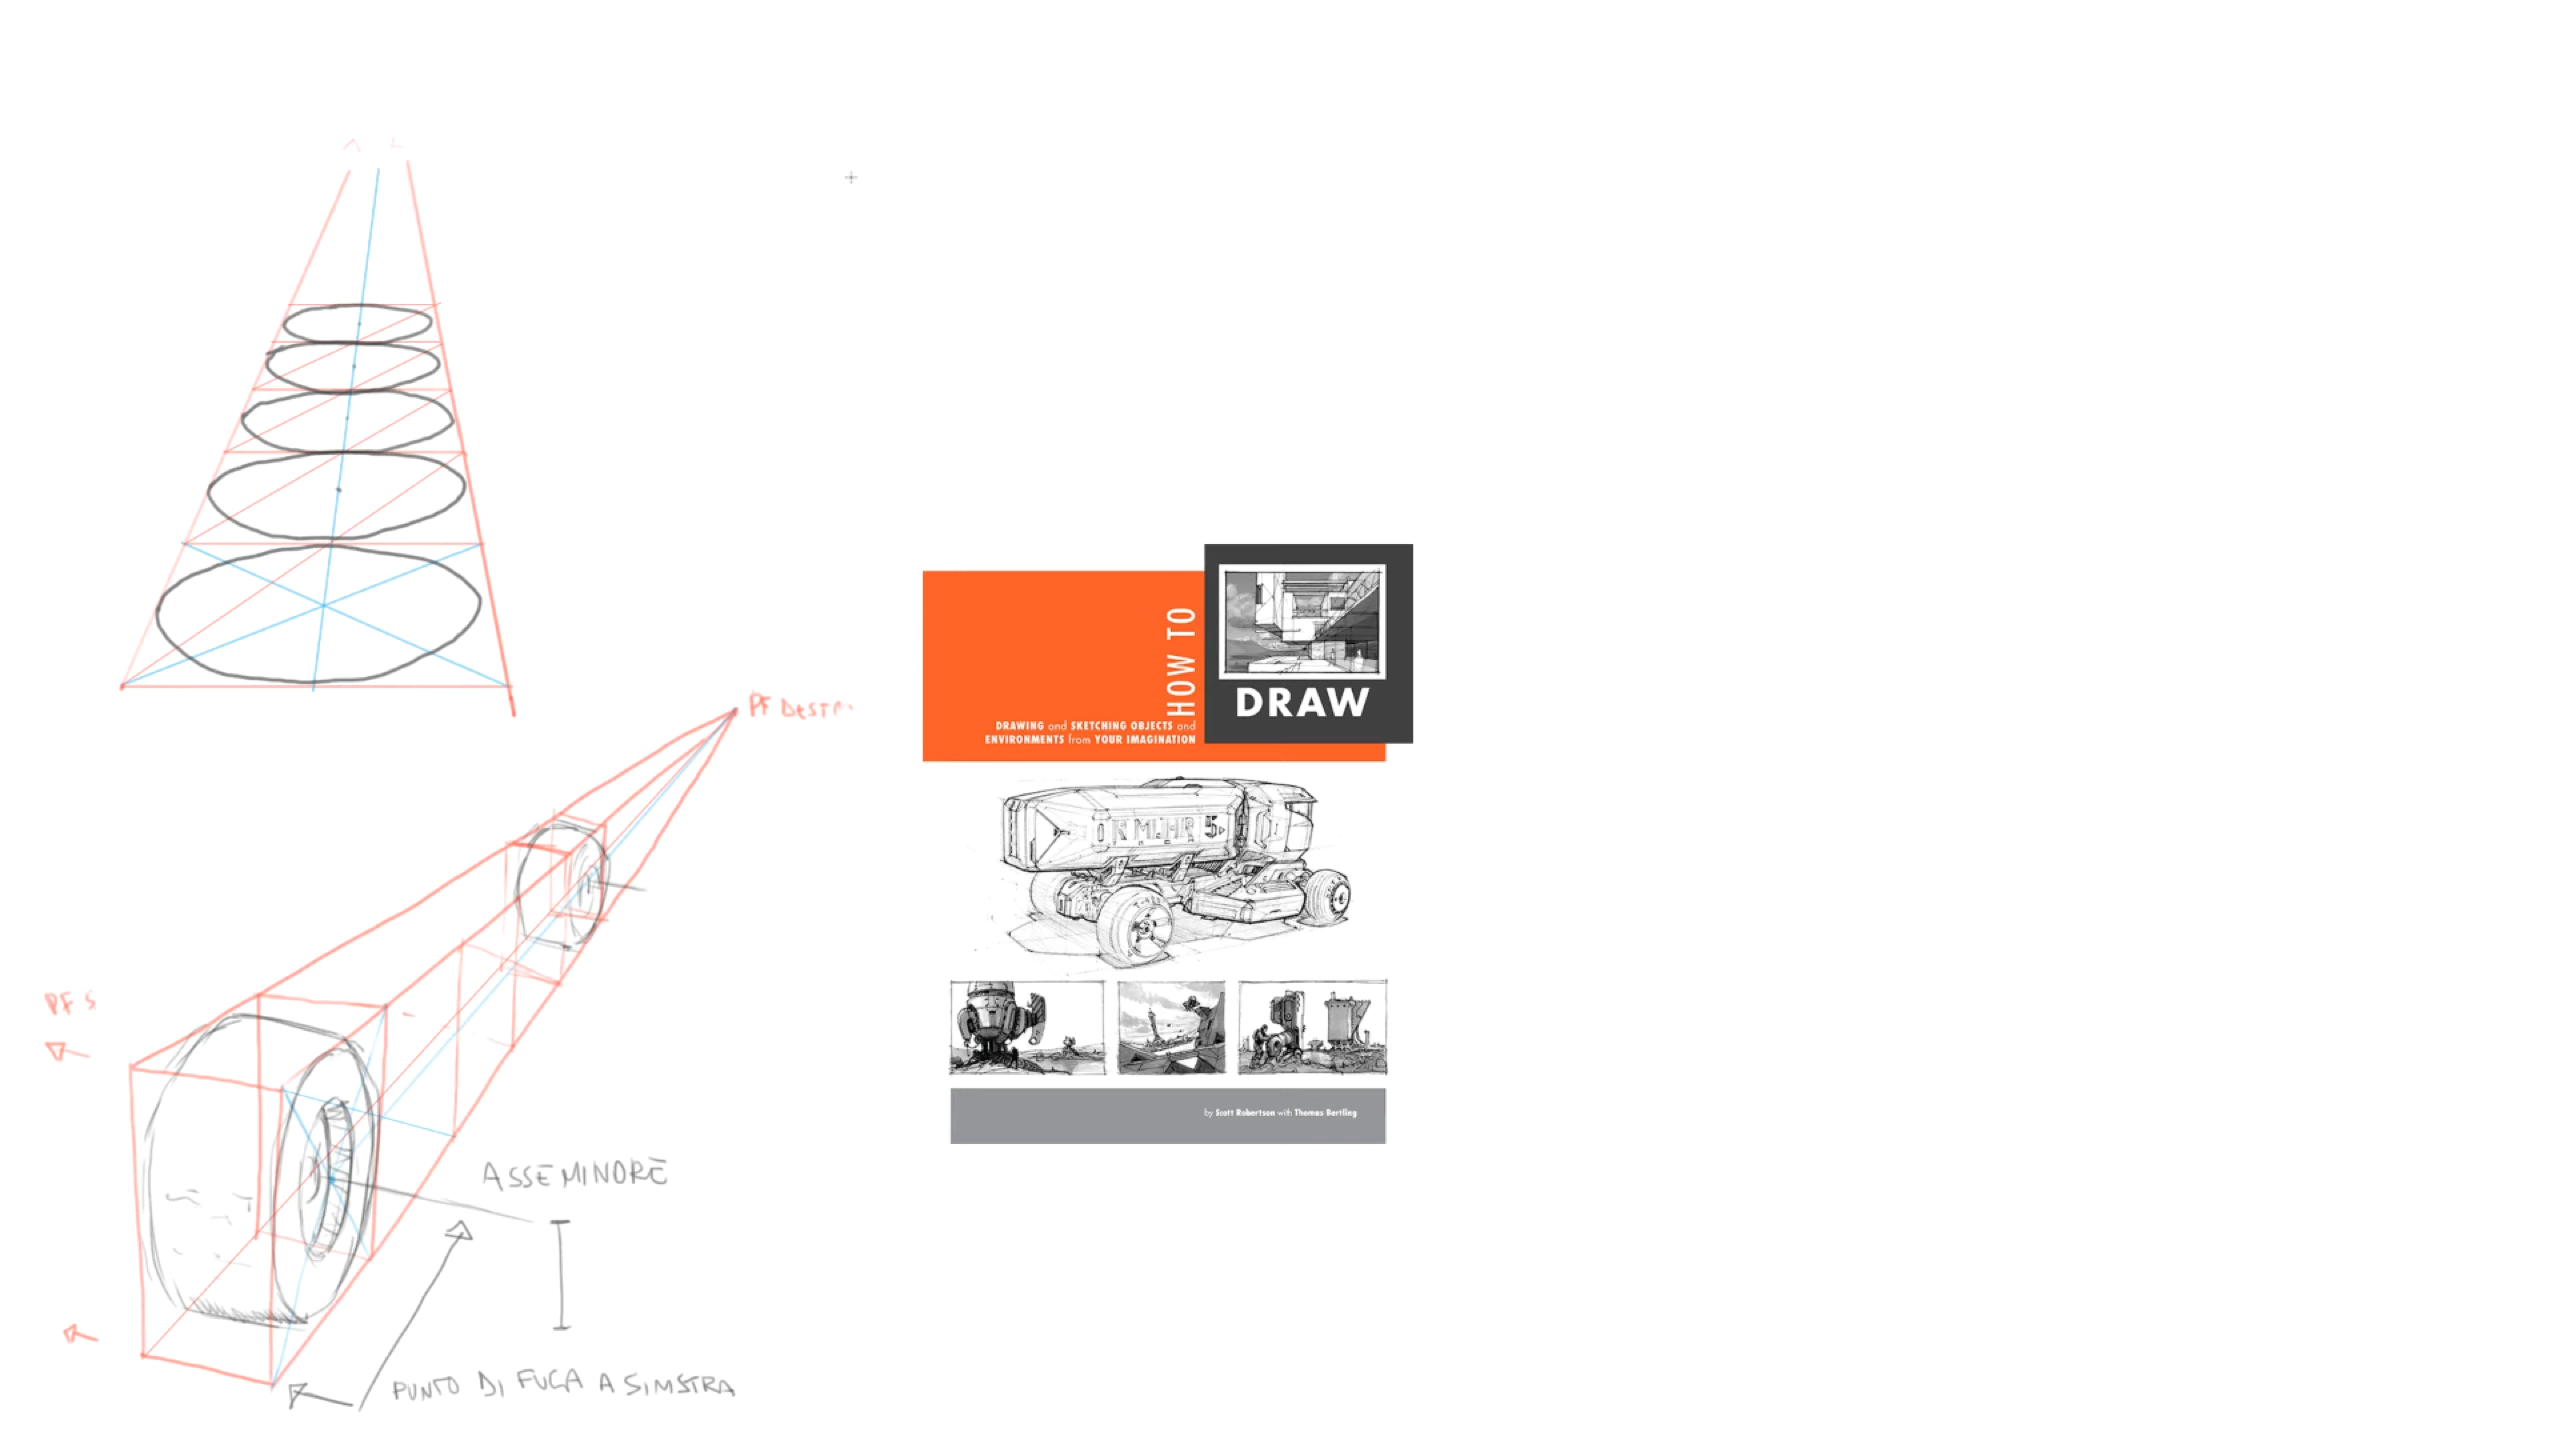 PF
PF S
ASSE MINORE
PUNTO DI FUGA A SINISTRA
HOW TO
DRAW
DRAWING and SKETCHING OBJECTS and
ENVIRONMENTS from YOUR IMAGINATION
by Scott Robertson with Thomas Bertling